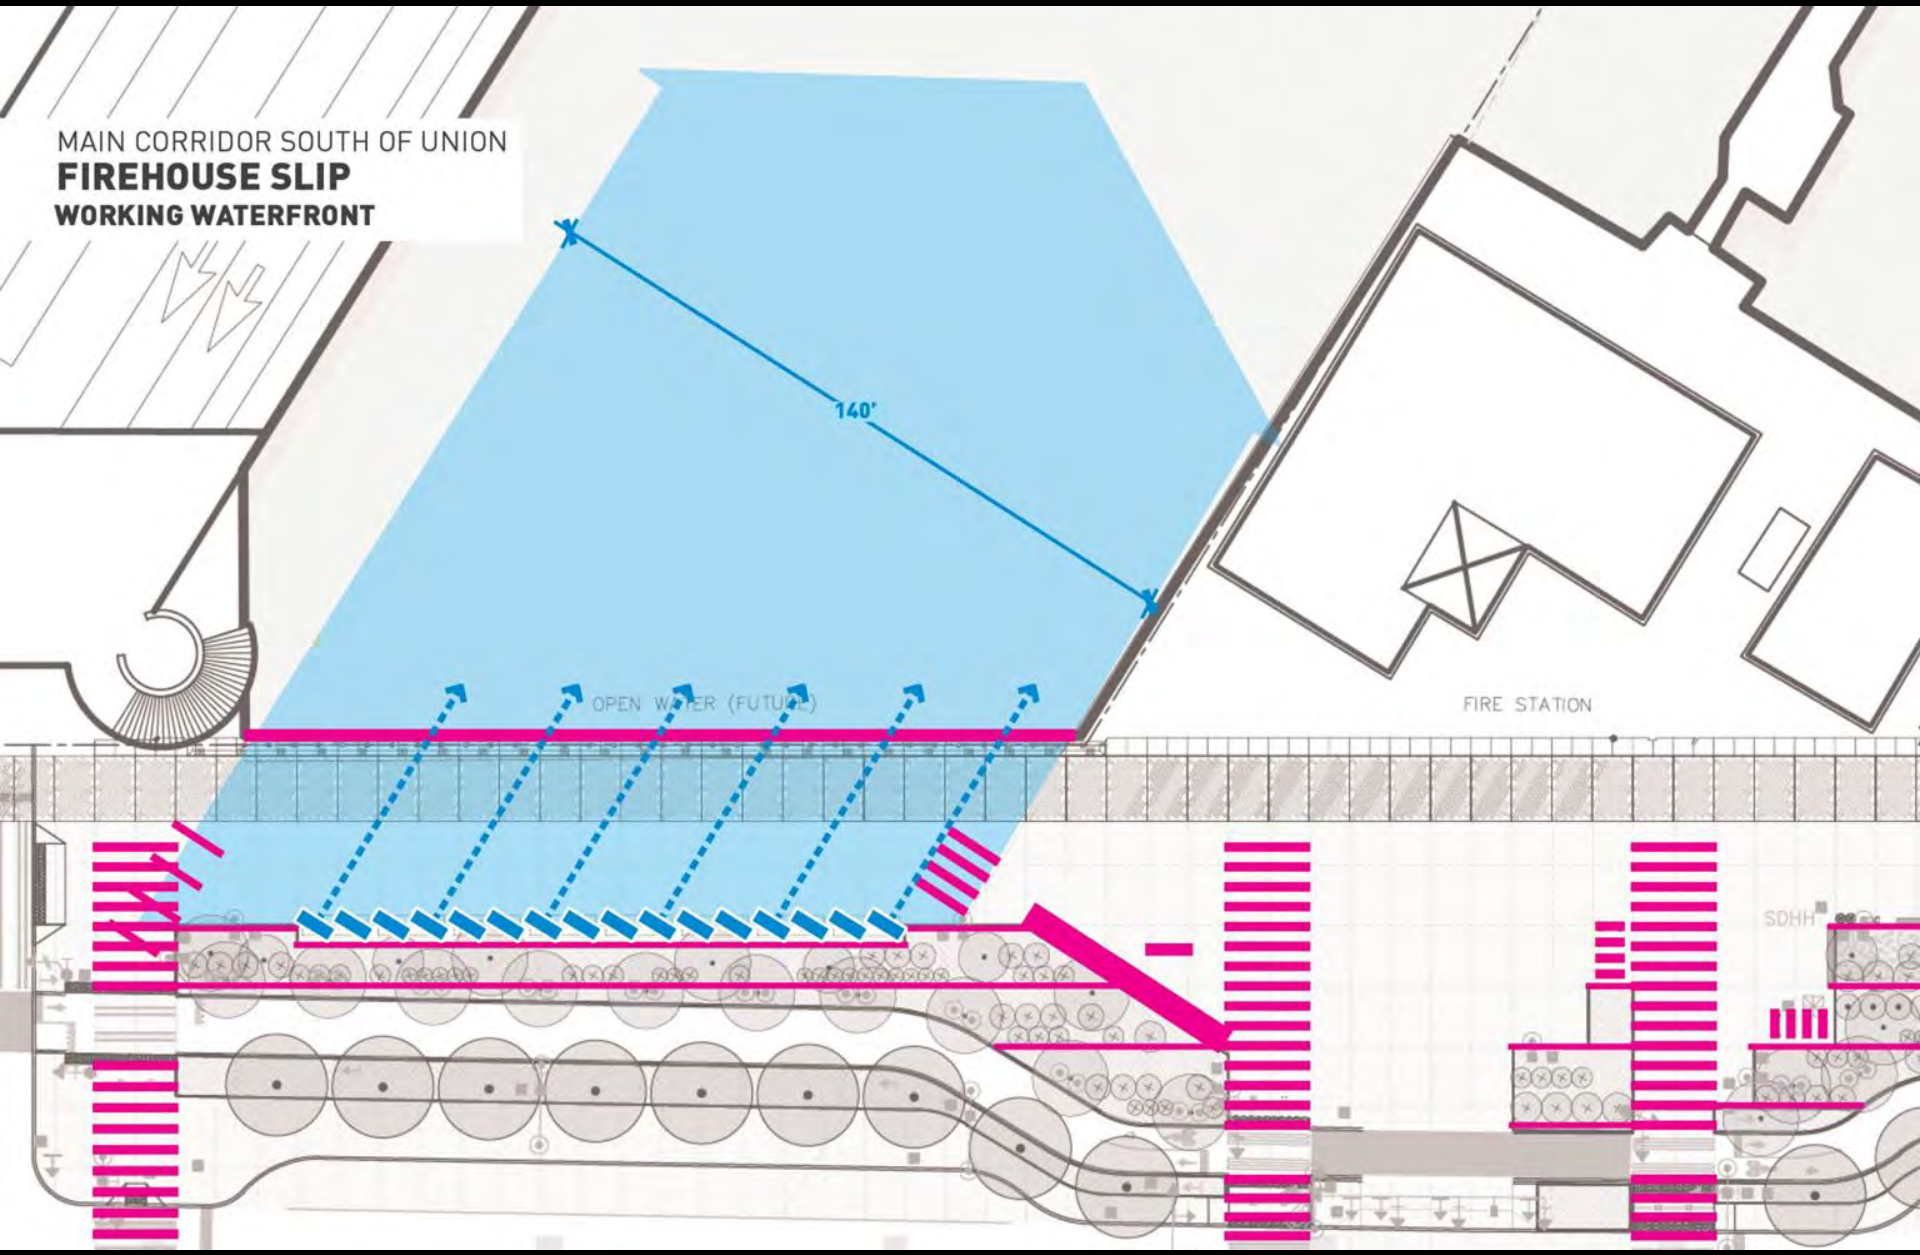 MAIN CORRIDOR SOUTH OF UNION
FIREHOUSE SLIP
WORKING WATERFRONT
140'
OPEN WATER (FUTURE)
FIRE STATION
SDHH